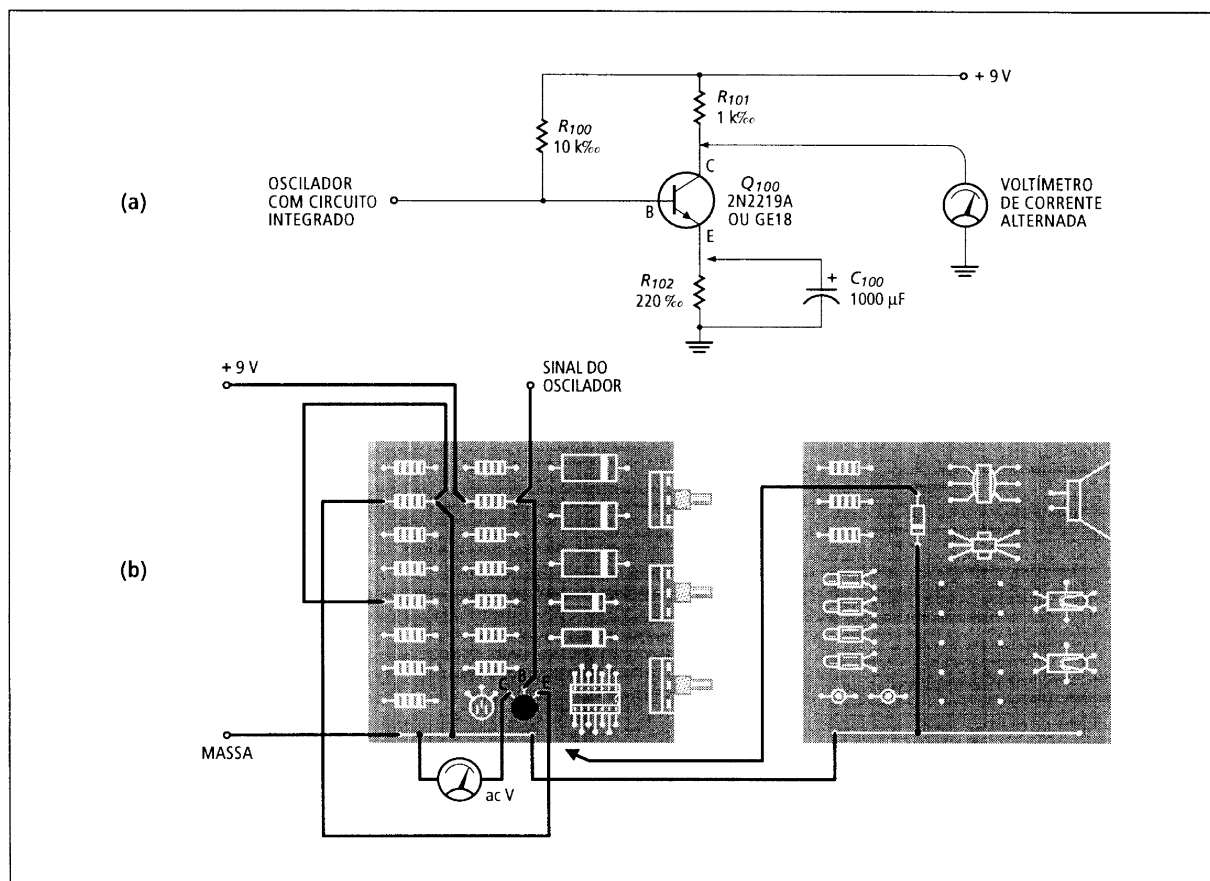 (a)
+ 9 V
R101
1 k‰
R100
10 k‰
C
Q100
2N2219A
OU GE18
B
E
OSCILADOR
COM CIRCUITO
INTEGRADO
VOLTÍMETRO
DE CORRENTE
ALTERNADA
R102
220 ‰
+
C100
1000 µF
(b)
+ 9 V
SINAL DO
OSCILADOR
C B E
MASSA
ac V